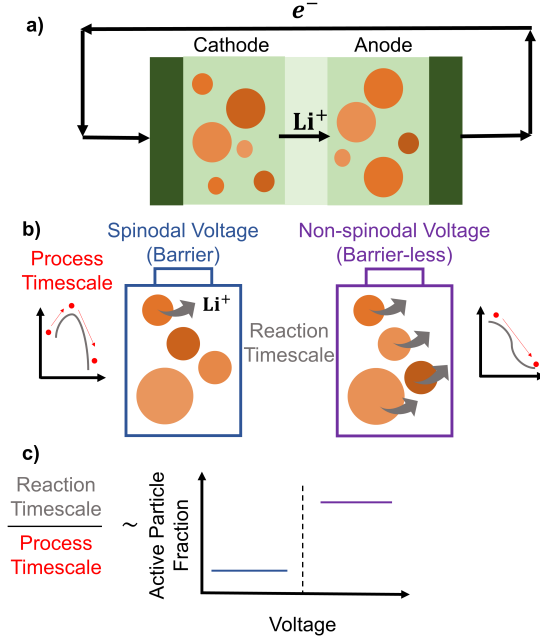 a)
e⁻
Cathode
Anode
Li⁺
b)
Spinodal Voltage
(Barrier)
Non-spinodal Voltage
(Barrier-less)
Process
Timescale
Li⁺
Reaction
Timescale
c)
Reaction
Timescale
Process
Timescale
~
Active Particle
Fraction
Voltage